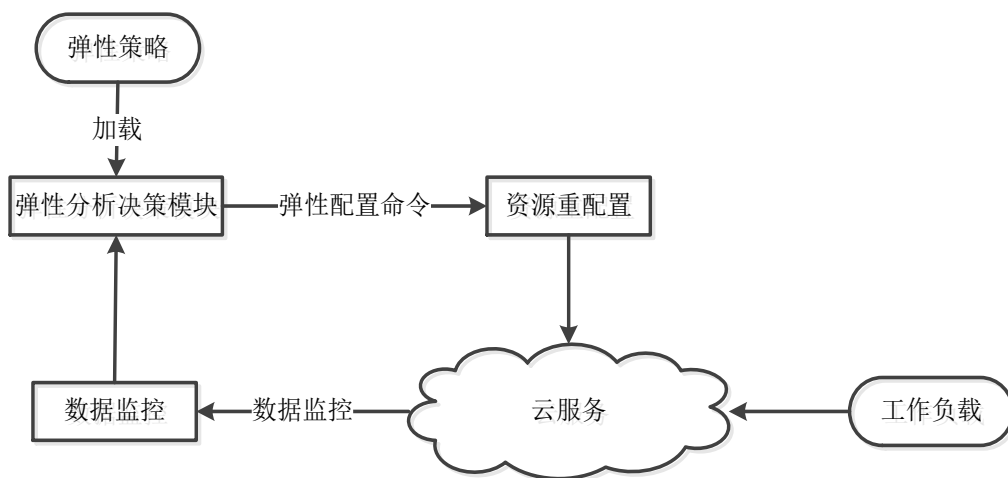 弹性策略
加载
弹性分析决策模块
弹性配置命令
资源重配置
数据监控
数据监控
云服务
工作负载